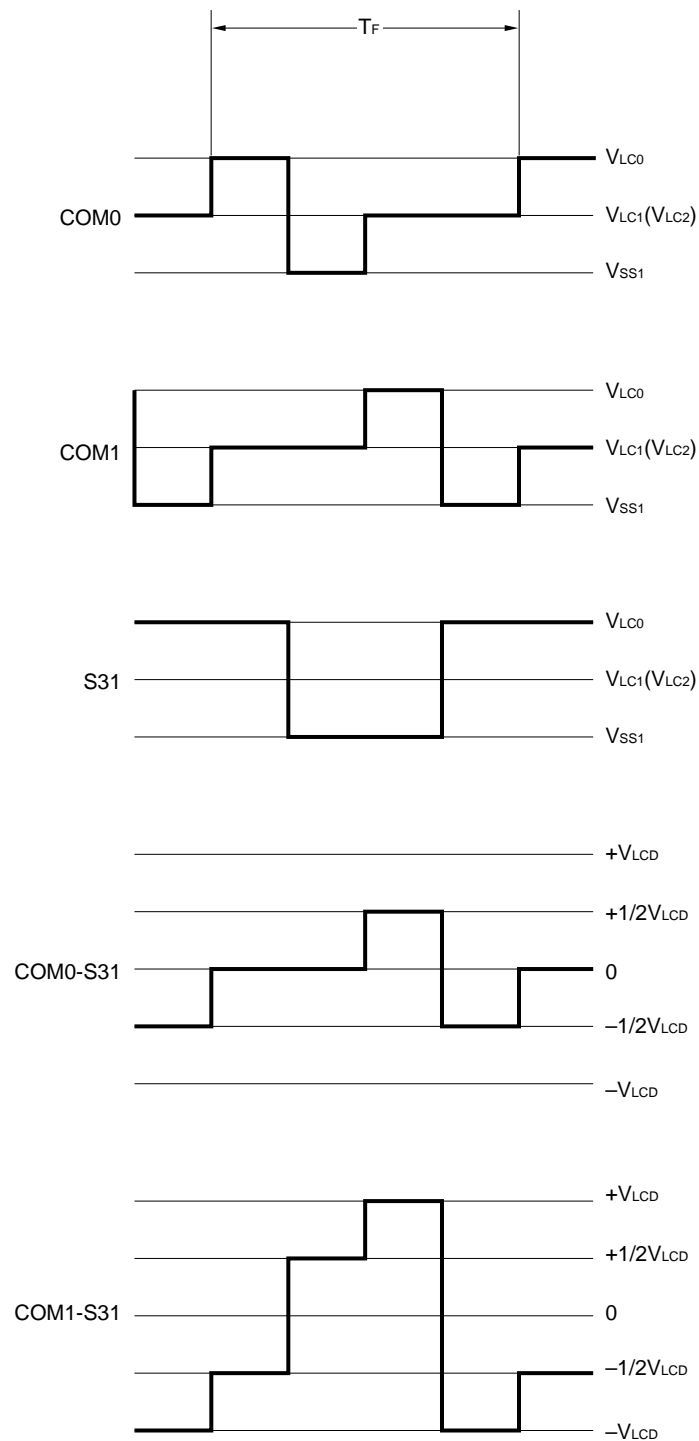 TF
VLC0
COM0
VLC1(VLC2)
VSS1
VLC0
COM1
VLC1(VLC2)
VSS1
VLC0
S31
VLC1(VLC2)
VSS1
+VLCD
+1/2VLCD
COM0-S31
0
–1/2VLCD
–VLCD
+VLCD
+1/2VLCD
COM1-S31
0
–1/2VLCD
–VLCD